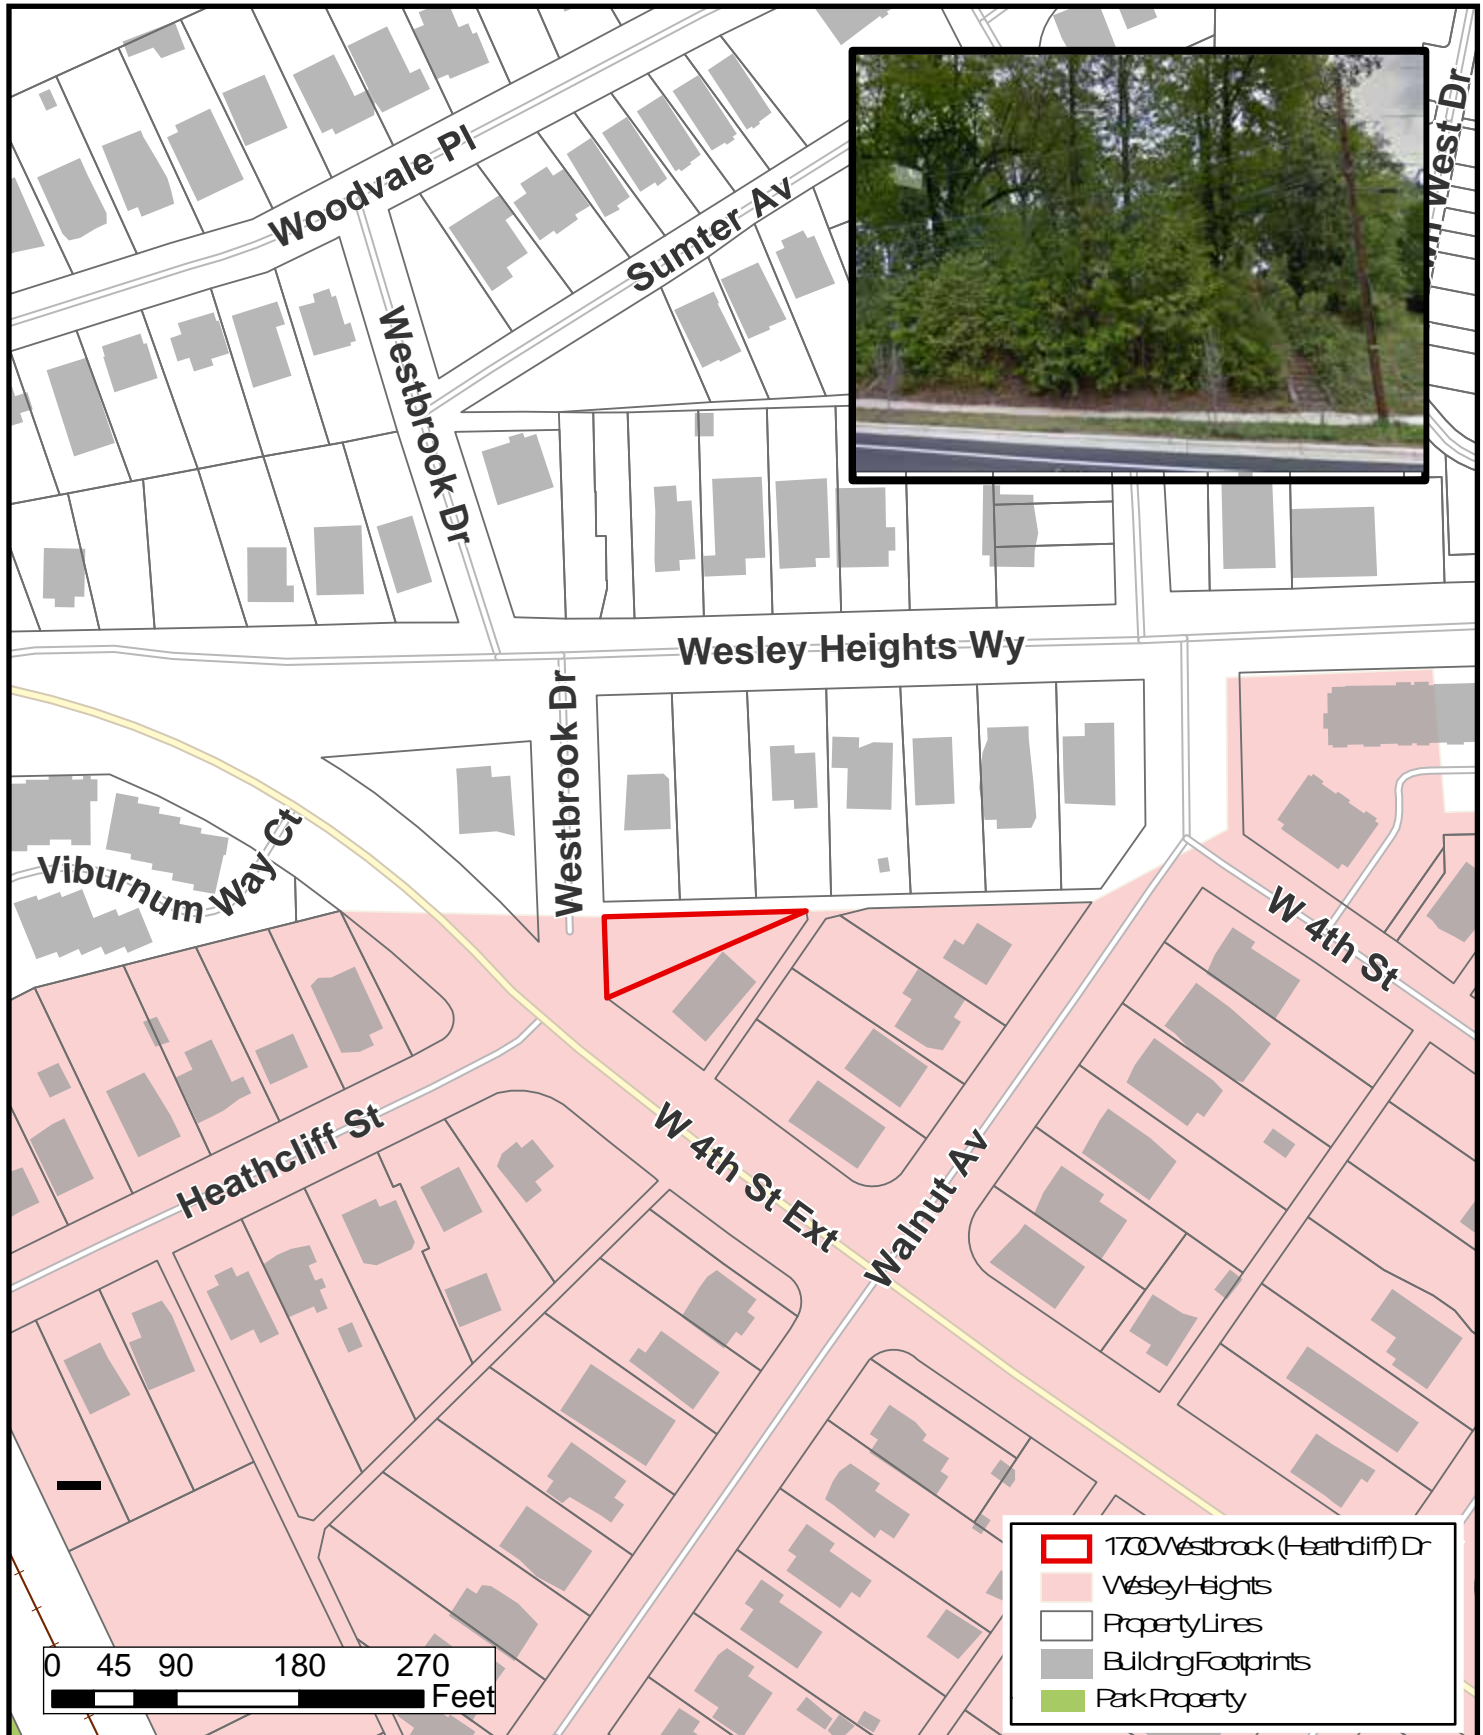 Woodvale Pl
Sumter Av
West Dr
Westbrook Dr
Wesley Heights Wy
Westbrook Dr
Viburnum Way Ct
W 4th St
Heathcliff St
W 4th St Ext
Walnut Av
1700 Westbrook (Heathcliff) Dr
Wesley Heights
Property Lines
Building Footprints
Park Property
0 45 90 180 270
Feet